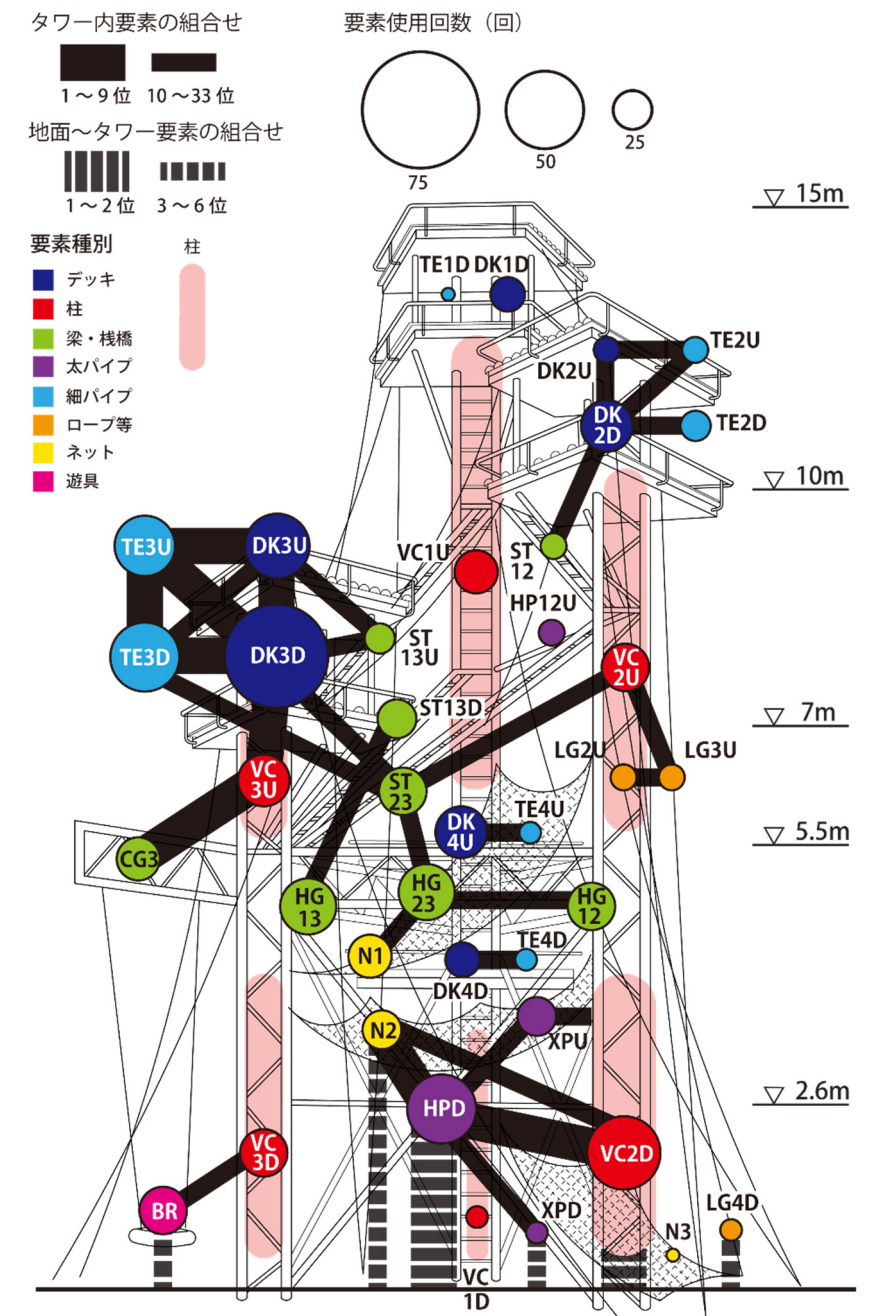 タワー内要素の組合せ
1～9位 10～33位
地面～タワー要素の組合せ
1～2位 3～6位
要素使用回数（回）
75
50
25
要素種別
柱
デッキ
柱
梁・桟橋
太パイプ
細パイプ
ロープ等
ネット
遊具
15m
TE1D DK1D
TE2U
DK2U
DK
2D
TE2D
10m
TE3U
DK3U
VC1U
ST
12
HP12U
TE3D
DK3D
ST
13U
VC
2U
ST13D
7m
LG2U
LG3U
VC
3U
ST
23
DK
4U
TE4U
5.5m
CG3
HG
13
HG
23
HG
12
N1
TE4D
DK4D
N2
XPU
2.6m
HPD
VC
3D
VC2D
BR
XPD
N3
LG4D
VC
1D